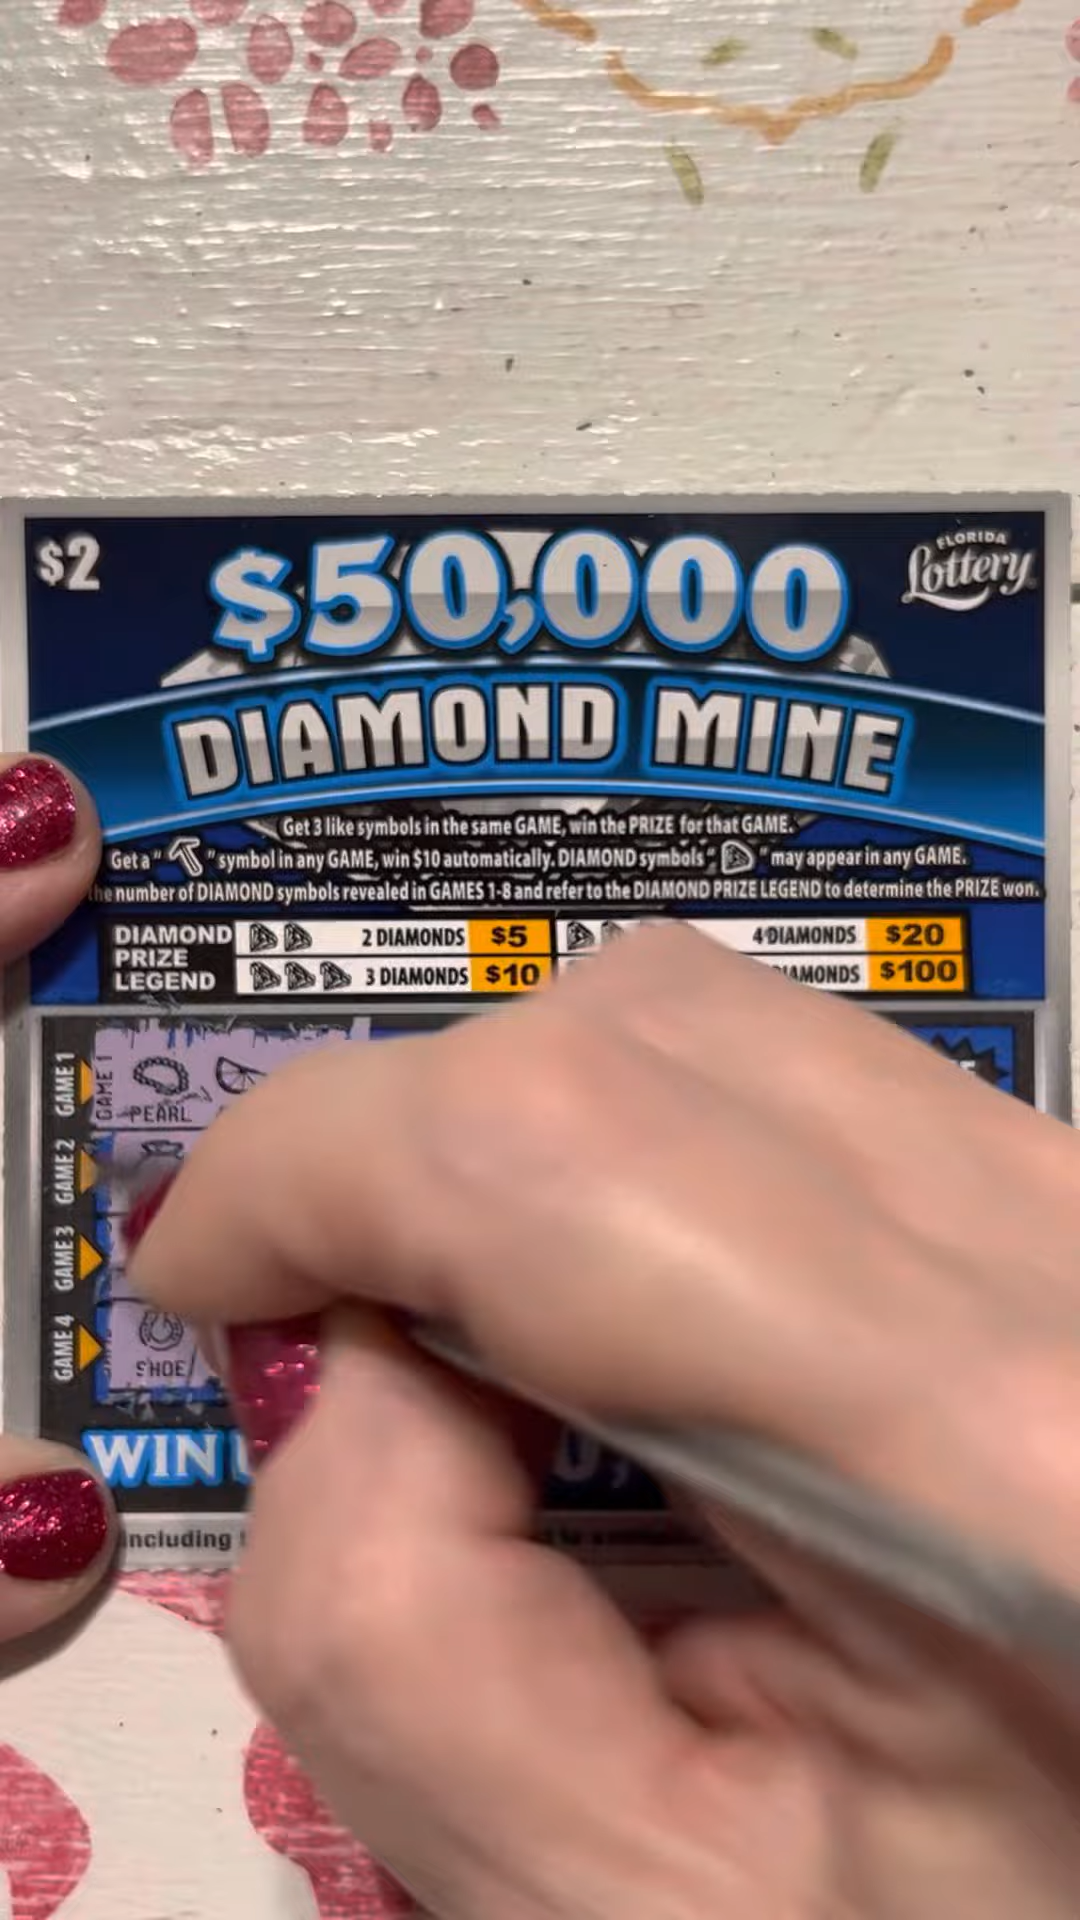 $2
$50,000
FLORIDA
Lottery
DIAMOND MINE
Get 3 like symbols in the same GAME, win the PRIZE for that GAME.
Get a " " symbol in any GAME, win $10 automatically. DIAMOND symbols " " may appear in any GAME.
the number of DIAMOND symbols revealed in GAMES 1-8 and refer to the DIAMOND PRIZE LEGEND to determine the PRIZE won.
DIAMOND
PRIZE
LEGEND
2 DIAMONDS $5
4 DIAMONDS $20
3 DIAMONDS $10
$100
GAME 1
GAME 1
PEARL
GAME 2
GAME 3
GAME 4
SHOE
WIN
Including